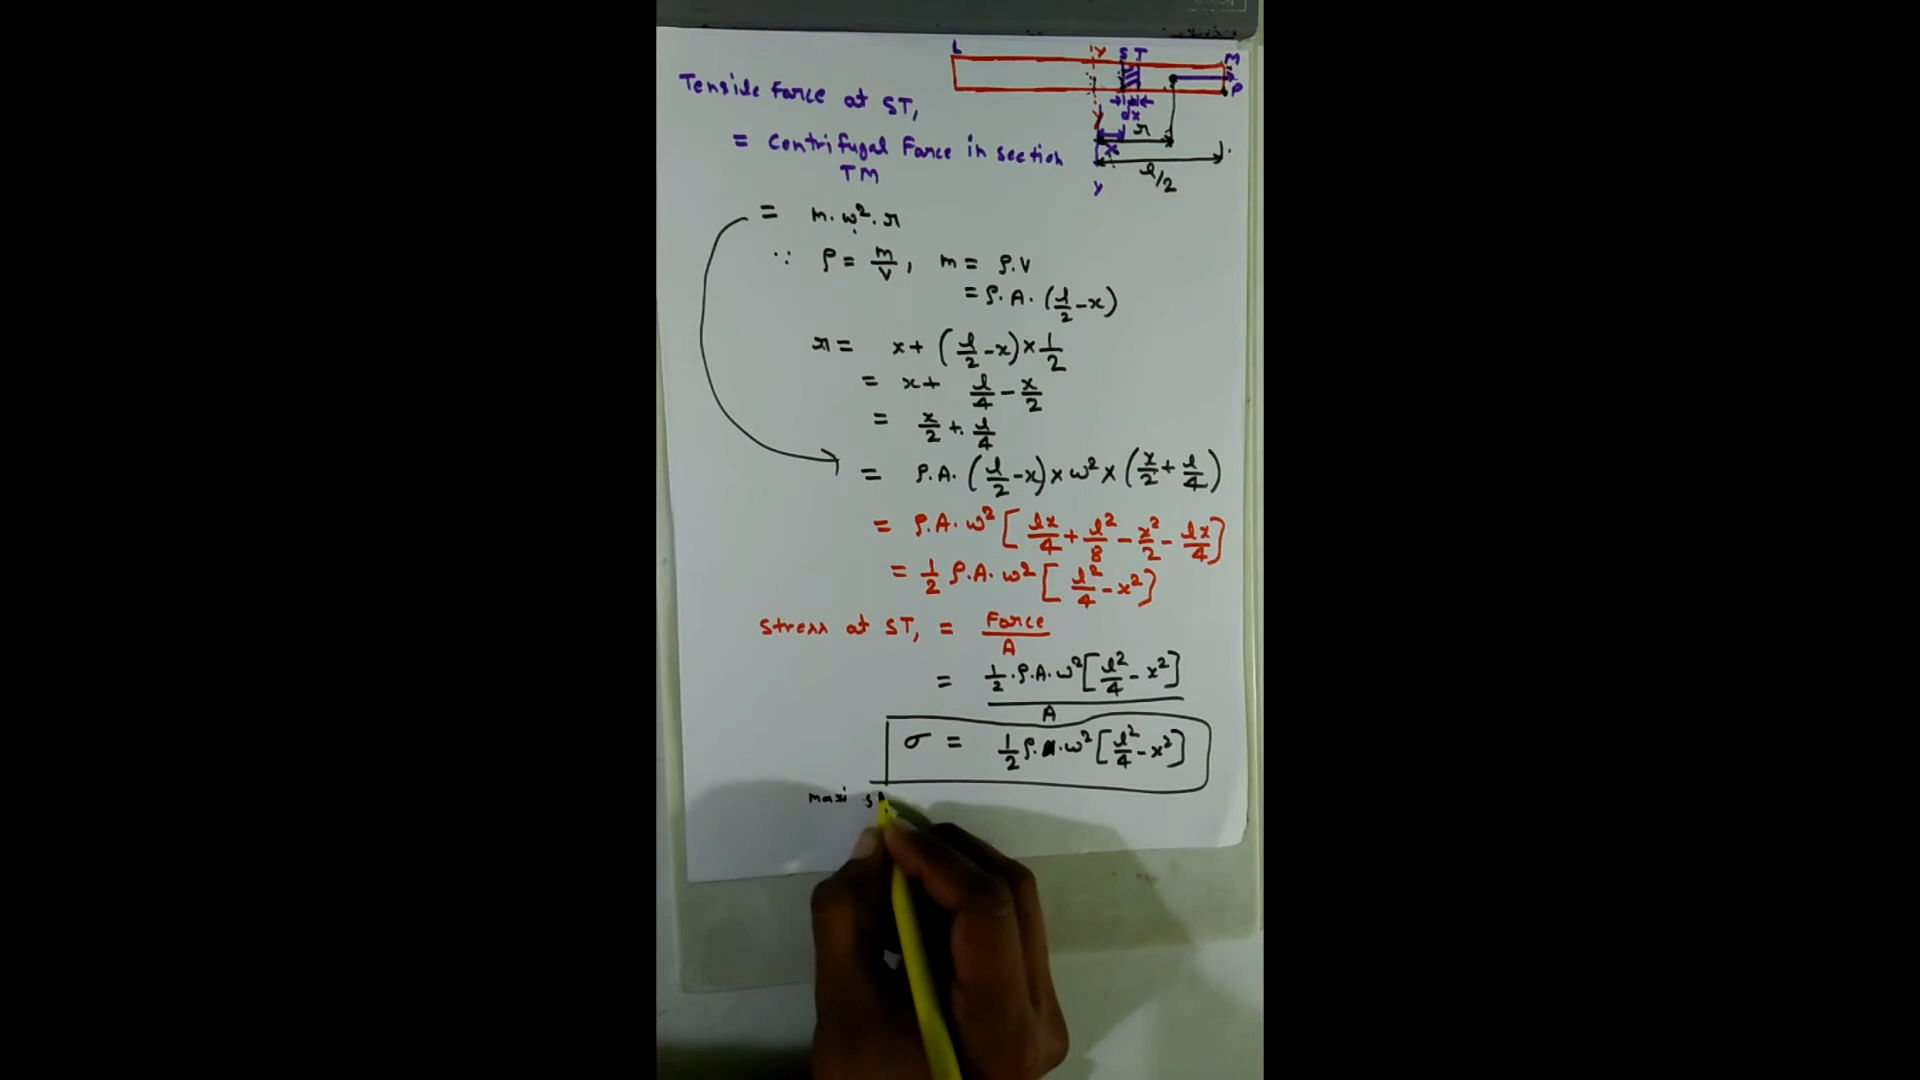 L Y S T M
P
Y dx
x r
l/2
Y
Tensile Force at ST,
= Centrifugal Force in section
TM
= m. ω². r
∵ ρ = m/V, m = ρ.V
= ρ. A. (l/2 - x)
r = x + (l/2 - x) × 1/2
= x + l/4 - x/2
= x/2 + l/4
= ρ.A. (l/2 - x) × ω² × (x/2 + l/4)
= ρ.A. ω² [lx/4 + l²/8 - x²/2 - lx/4]
= 1/2 ρ.A. ω² [l²/4 - x²]
Stress at ST, = Force/A
= 1/2 . ρ.A. ω² [l²/4 - x²] / A
σ = 1/2 ρ. ω² [l²/4 - x²]
maxi